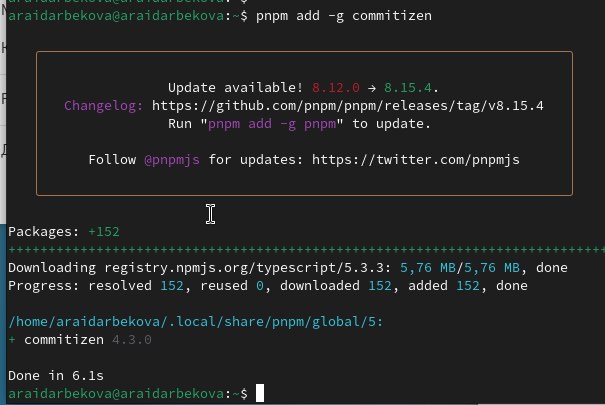 araidarbekova@araidarbekova:~$
araidarbekova@araidarbekova:~$ pnpm add -g commitizen
Update available! 8.12.0 → 8.15.4.
Changelog: https://github.com/pnpm/pnpm/releases/tag/v8.15.4
Run "pnpm add -g pnpm" to update.
Follow @pnpmjs for updates: https://twitter.com/pnpmjs
Packages: +152
++++++++++++++++++++++++++++++++++++++++++++++++++++++++++++++++++++++++++
Downloading registry.npmjs.org/typescript/5.3.3: 5,76 MB/5,76 MB, done
Progress: resolved 152, reused 0, downloaded 152, added 152, done
/home/araidarbekova/.local/share/pnpm/global/5:
+ commitizen 4.3.0
Done in 6.1s
araidarbekova@araidarbekova:~$